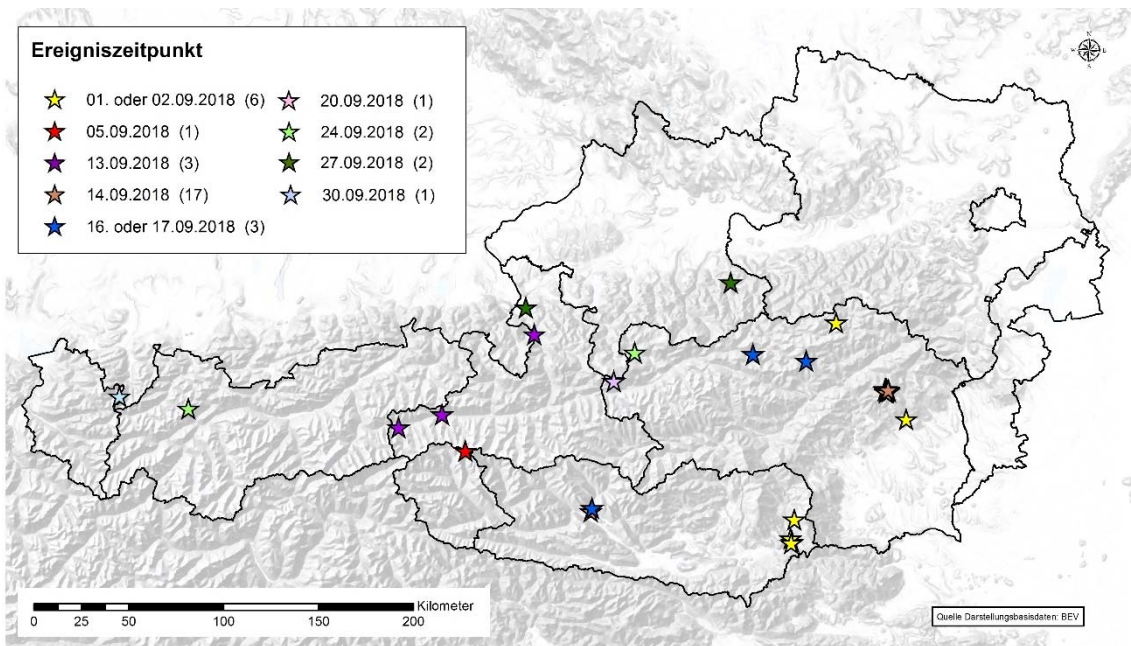 Ereigniszeitpunkt
01. oder 02.09.2018 (6)
05.09.2018 (1)
13.09.2018 (3)
14.09.2018 (17)
16. oder 17.09.2018 (3)
20.09.2018 (1)
24.09.2018 (2)
27.09.2018 (2)
30.09.2018 (1)
N
W E
S
Kilometer
0 25 50 100 150 200
Quelle Darstellungsbasisdaten: BEV